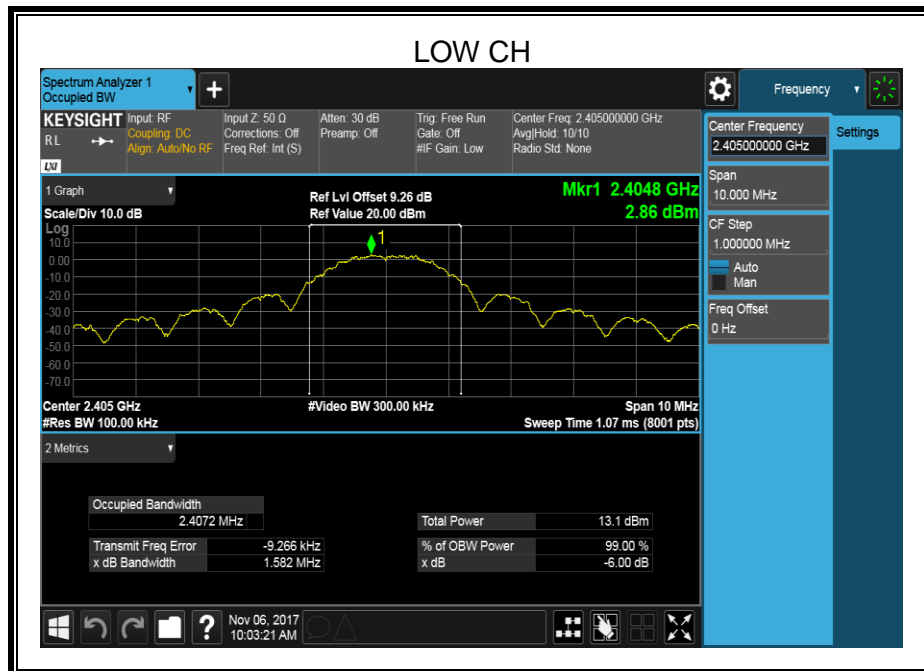 LOW CH
Spectrum Analyzer 1
Occupied BW
+
Frequency
KEYSIGHT
RL
LXI
Input: RF
Coupling: DC
Align: Auto/No RF
Input Z: 50 Ω
Corrections: Off
Freq Ref: Int (S)
Atten: 30 dB
Preamp: Off
Trig: Free Run
Gate: Off
#IF Gain: Low
Center Freq: 2.405000000 GHz
Avg|Hold: 10/10
Radio Std: None
Center Frequency
2.405000000 GHz
Settings
Span
10.000 MHz
CF Step
1.000000 MHz
Auto
Man
Freq Offset
0 Hz
1 Graph
Scale/Div 10.0 dB
Ref Lvl Offset 9.26 dB
Ref Value 20.00 dBm
Mkr1 2.4048 GHz
2.86 dBm
Log
10.0
0.00
-10.0
-20.0
-30.0
-40.0
-50.0
-60.0
-70.0
1
Center 2.405 GHz
#Res BW 100.00 kHz
#Video BW 300.00 kHz
Span 10 MHz
Sweep Time 1.07 ms (8001 pts)
2 Metrics
Occupied Bandwidth
2.4072 MHz
Total Power 13.1 dBm
Transmit Freq Error -9.266 kHz
% of OBW Power 99.00 %
x dB Bandwidth 1.582 MHz
x dB -6.00 dB
?
Nov 06, 2017
10:03:21 AM